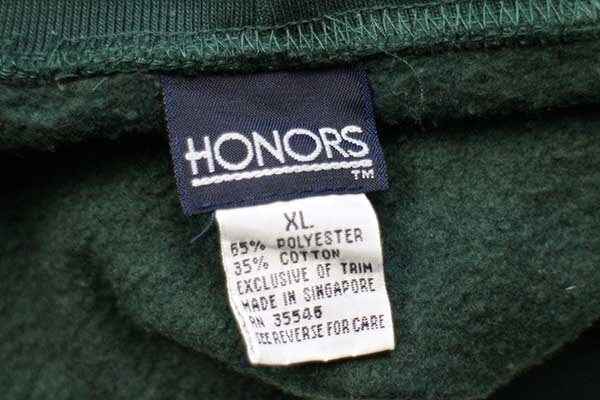 HONORS
TM
XL
65% POLYESTER
35% COTTON
EXCLUSIVE OF TRIM
MADE IN SINGAPORE
RN 35546
SEE REVERSE FOR CARE